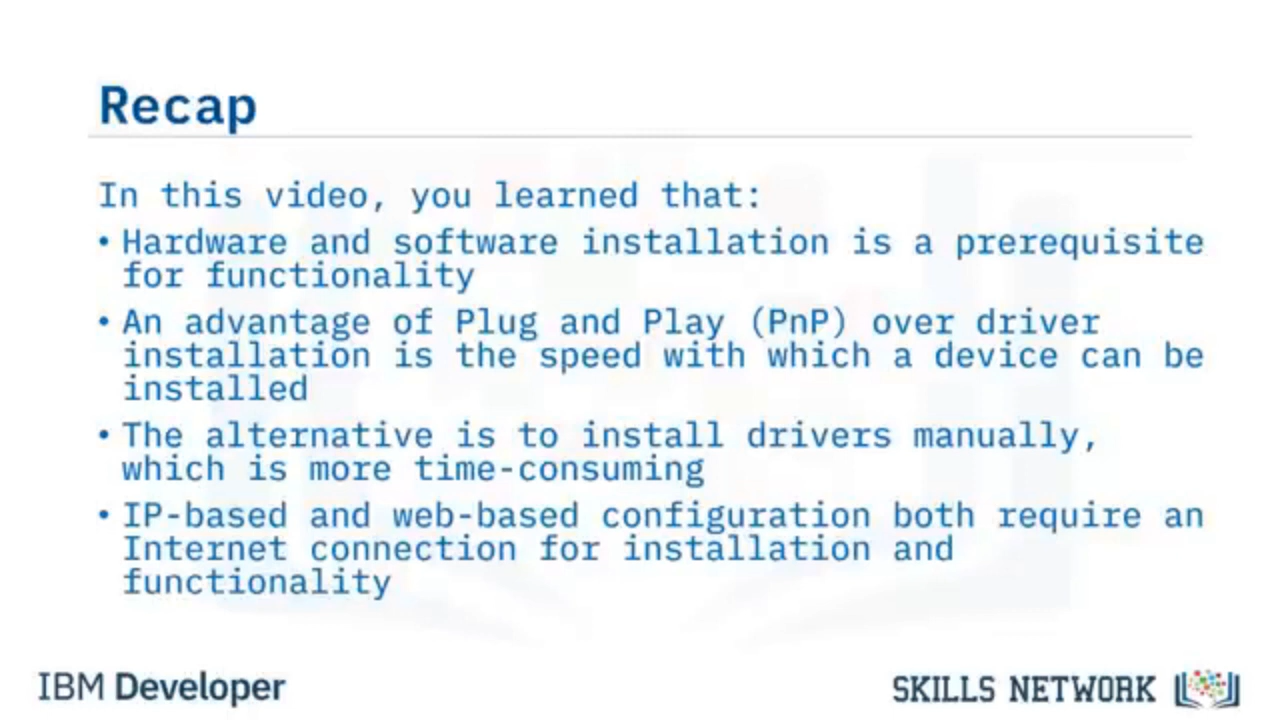 Recap
In this video, you learned that:
• Hardware and software installation is a prerequisite
for functionality
• An advantage of Plug and Play (PnP) over driver
installation is the speed with which a device can be
installed
• The alternative is to install drivers manually,
which is more time-consuming
• IP-based and web-based configuration both require an
Internet connection for installation and
functionality
IBM Developer
SKILLS NETWORK